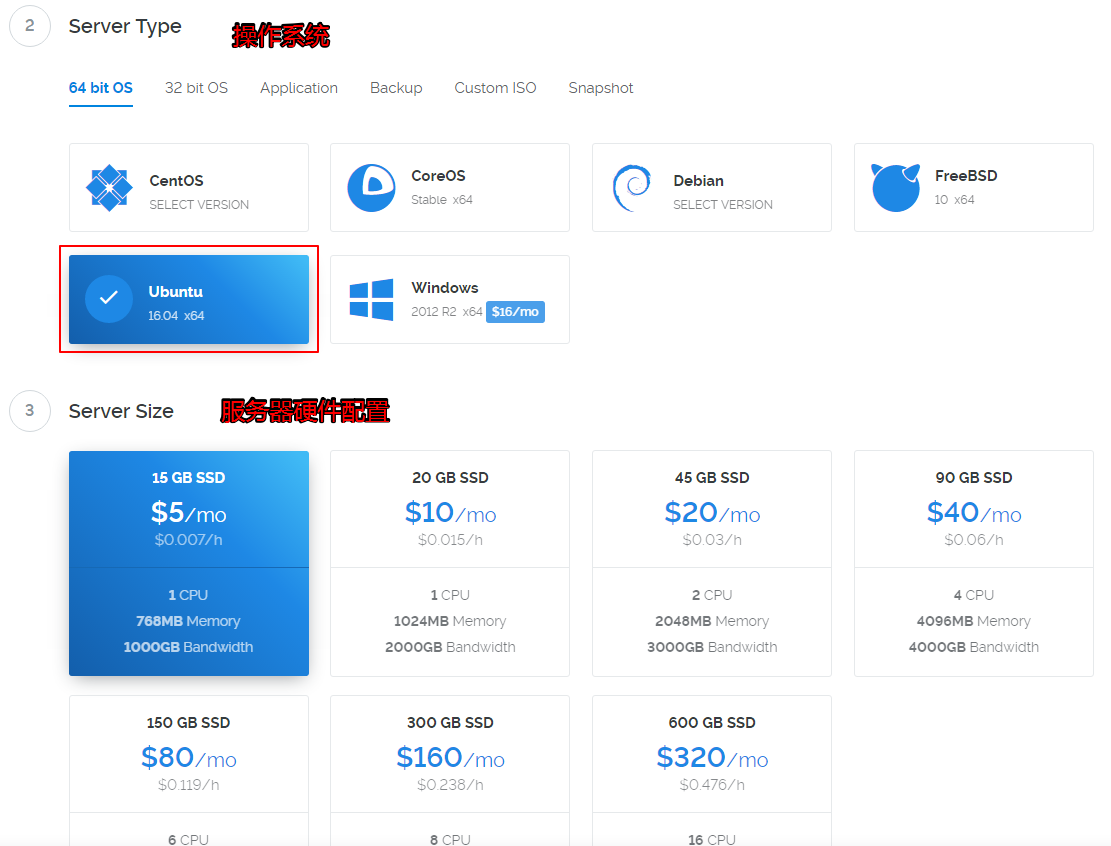 2 Server Type 操作系统
64 bit OS 32 bit OS Application Backup Custom ISO Snapshot
CentOS
SELECT VERSION
CoreOS
Stable x64
Debian
SELECT VERSION
FreeBSD
10 x64
Ubuntu
16.04 x64
Windows
2012 R2 x64 $16/mo
3 Server Size 服务器硬件配置
15 GB SSD
$5/mo
$0.007/h
1 CPU
768MB Memory
1000GB Bandwidth
20 GB SSD
$10/mo
$0.015/h
1 CPU
1024MB Memory
2000GB Bandwidth
45 GB SSD
$20/mo
$0.03/h
2 CPU
2048MB Memory
3000GB Bandwidth
90 GB SSD
$40/mo
$0.06/h
4 CPU
4096MB Memory
4000GB Bandwidth
150 GB SSD
$80/mo
$0.119/h
6 CPU
300 GB SSD
$160/mo
$0.238/h
8 CPU
600 GB SSD
$320/mo
$0.476/h
16 CPU